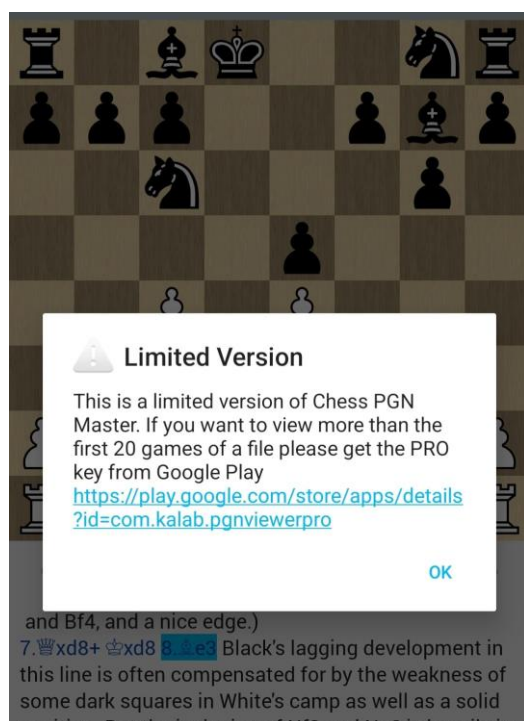 Limited Version
This is a limited version of Chess PGN
Master. If you want to view more than the
first 20 games of a file please get the PRO
key from Google Play
https://play.google.com/store/apps/details
?id=com.kalab.pgnviewerpro
OK
and Bf4, and a nice edge.)
7.♕xd8+ ♔xd8 8.♗e3 Black's lagging development in
this line is often compensated for by the weakness of
some dark squares in White's camp as well as a solid